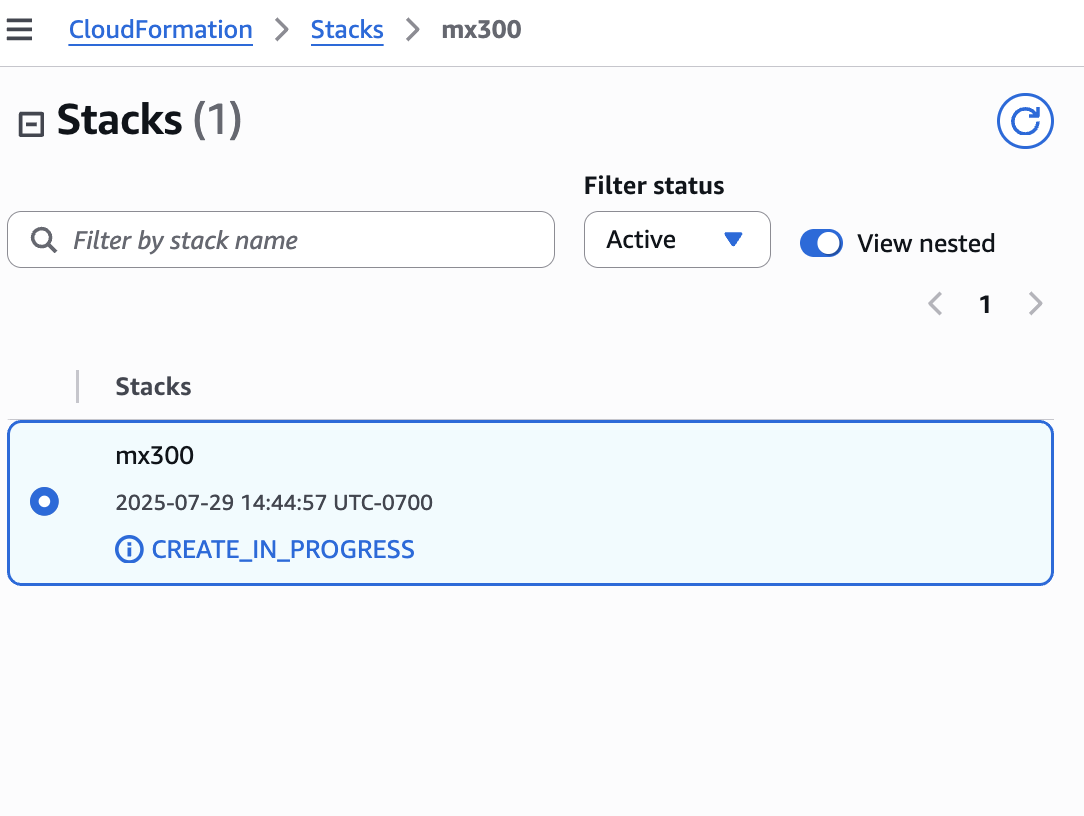 CloudFormation > Stacks > mx300
Stacks (1)
Filter status
Filter by stack name
Active
View nested
1
Stacks
mx300
2025-07-29 14:44:57 UTC-0700
CREATE_IN_PROGRESS